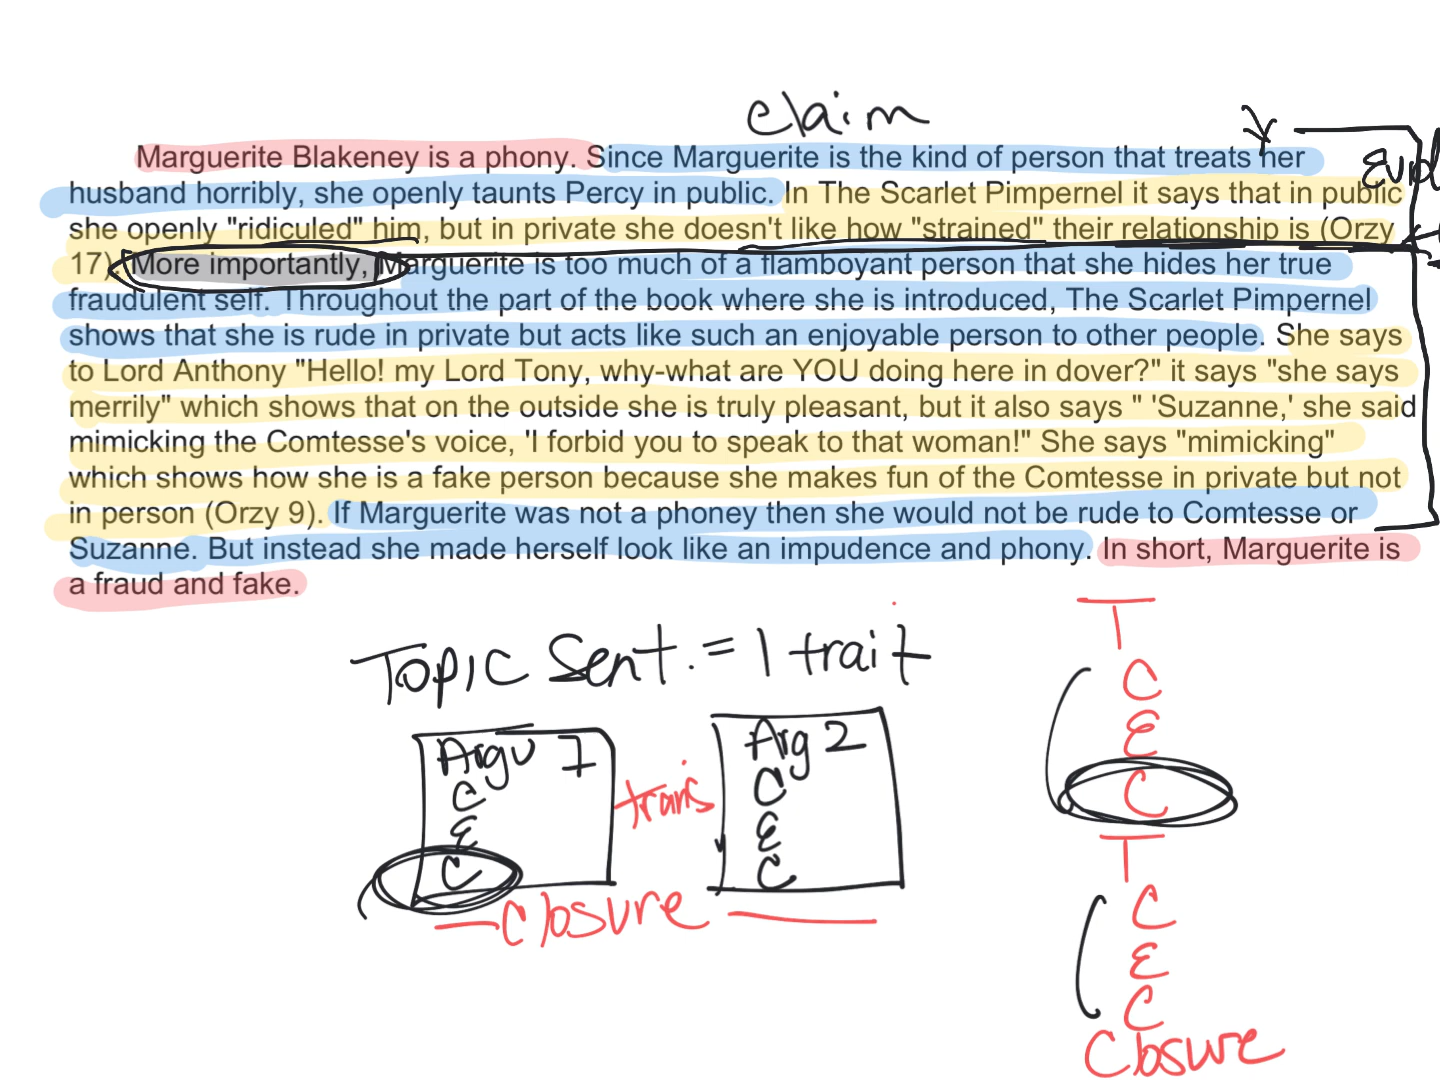 claim
Marguerite Blakeney is a phony. Since Marguerite is the kind of person that treats her
husband horribly, she openly taunts Percy in public. In The Scarlet Pimpernel it says that in public
she openly "ridiculed" him, but in private she doesn't like how "strained" their relationship is (Orzy
17). More importantly, Marguerite is too much of a flamboyant person that she hides her true
fraudulent self. Throughout the part of the book where she is introduced, The Scarlet Pimpernel
shows that she is rude in private but acts like such an enjoyable person to other people. She says
to Lord Anthony "Hello! my Lord Tony, why-what are YOU doing here in dover?" it says "she says
merrily" which shows that on the outside she is truly pleasant, but it also says " 'Suzanne,' she said
mimicking the Comtesse's voice, 'I forbid you to speak to that woman!" She says "mimicking"
which shows how she is a fake person because she makes fun of the Comtesse in private but not
in person (Orzy 9). If Marguerite was not a phoney then she would not be rude to Comtesse or
Suzanne. But instead she made herself look like an impudence and phony. In short, Marguerite is
a fraud and fake.
Topic Sent. = 1 trait
Argu 1
C
E
C
trans
Arg 2
C
E
C
closure
T
C
E
C
T
C
E
C
Closure